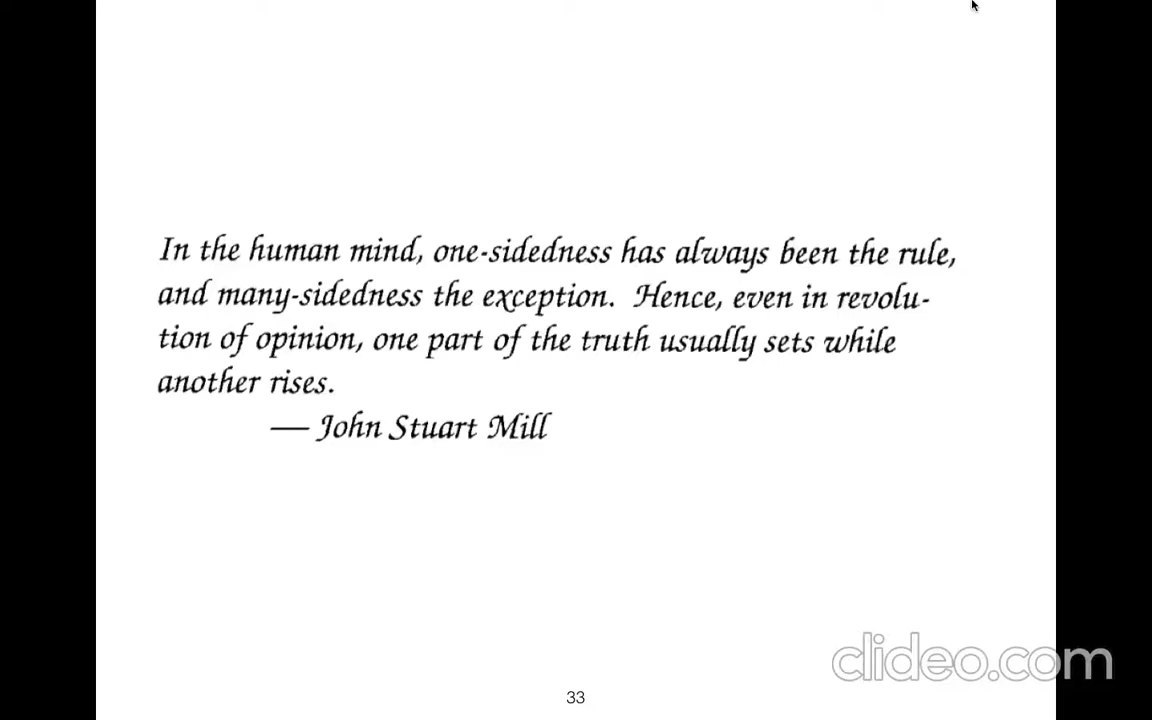 In the human mind, one-sidedness has always been the rule,
and many-sidedness the exception. Hence, even in revolu-
tion of opinion, one part of the truth usually sets while
another rises.
— John Stuart Mill
clideo.com
33